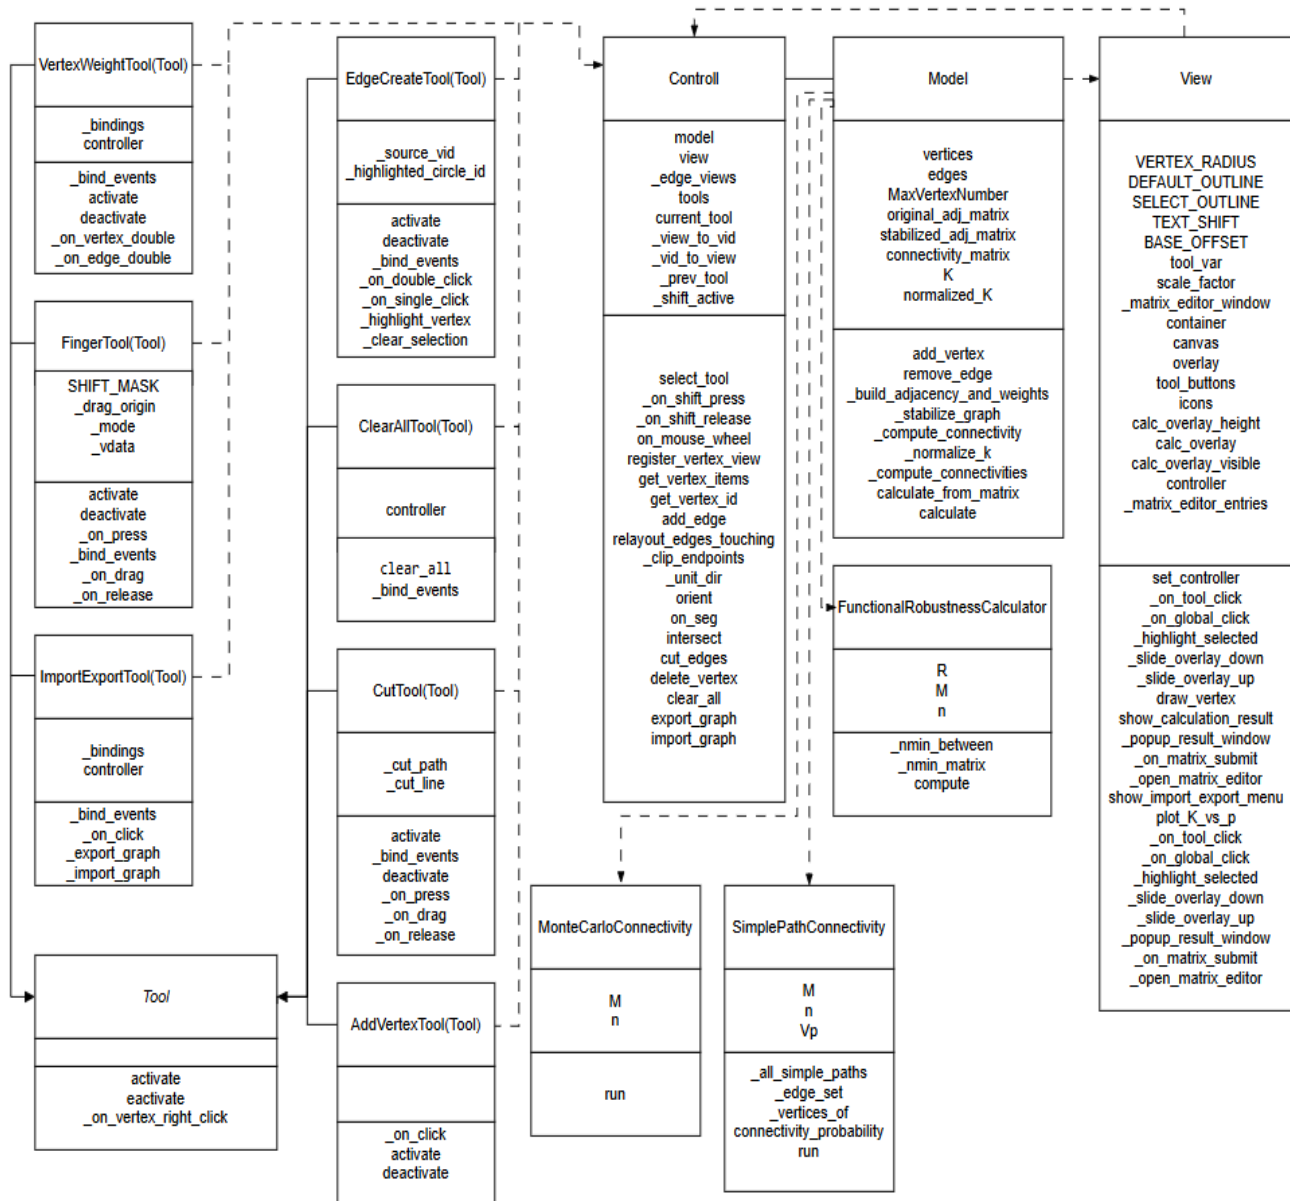 VertexWeightTool(Tool)
_bindings
controller
_bind_events
activate
deactivate
_on_vertex_double
_on_edge_double
FingerTool(Tool)
SHIFT_MASK
_drag_origin
_mode
_vdata
activate
deactivate
_on_press
_bind_events
_on_drag
_on_release
ImportExportTool(Tool)
_bindings
controller
_bind_events
_on_click
_export_graph
_import_graph
Tool
activate
eactivate
_on_vertex_right_click
EdgeCreateTool(Tool)
_source_vid
_highlighted_circle_id
activate
deactivate
_bind_events
_on_double_click
_on_single_click
_highlight_vertex
_clear_selection
ClearAllTool(Tool)
controller
clear_all
_bind_events
CutTool(Tool)
_cut_path
_cut_line
activate
_bind_events
deactivate
_on_press
_on_drag
_on_release
AddVertexTool(Tool)
_on_click
activate
deactivate
Controll
model
view
_edge_views
tools
current_tool
_view_to_vid
_vid_to_view
_prev_tool
_shift_active
select_tool
_on_shift_press
_on_shift_release
on_mouse_wheel
register_vertex_view
get_vertex_items
get_vertex_id
add_edge
relayout_edges_touching
_clip_endpoints
_unit_dir
orient
on_seg
intersect
cut_edges
delete_vertex
clear_all
export_graph
import_graph
MonteCarloConnectivity
M
n
run
SimplePathConnectivity
M
n
Vp
_all_simple_paths
_edge_set
_vertices_of
connectivity_probability
run
Model
vertices
edges
MaxVertexNumber
original_adj_matrix
stabilized_adj_matrix
connectivity_matrix
K
normalized_K
add_vertex
remove_edge
_build_adjacency_and_weights
_stabilize_graph
_compute_connectivity
_normalize_k
_compute_connectivities
calculate_from_matrix
calculate
FunctionalRobustnessCalculator
R
M
n
_nmin_between
_nmin_matrix
compute
View
VERTEX_RADIUS
DEFAULT_OUTLINE
SELECT_OUTLINE
TEXT_SHIFT
BASE_OFFSET
tool_var
scale_factor
_matrix_editor_window
container
canvas
overlay
tool_buttons
icons
calc_overlay_height
calc_overlay
calc_overlay_visible
controller
_matrix_editor_entries
set_controller
_on_tool_click
_on_global_click
_highlight_selected
_slide_overlay_down
_slide_overlay_up
draw_vertex
show_calculation_result
_popup_result_window
_on_matrix_submit
_open_matrix_editor
show_import_export_menu
plot_K_vs_p
_on_tool_click
_on_global_click
_highlight_selected
_slide_overlay_down
_slide_overlay_up
_popup_result_window
_on_matrix_submit
_open_matrix_editor